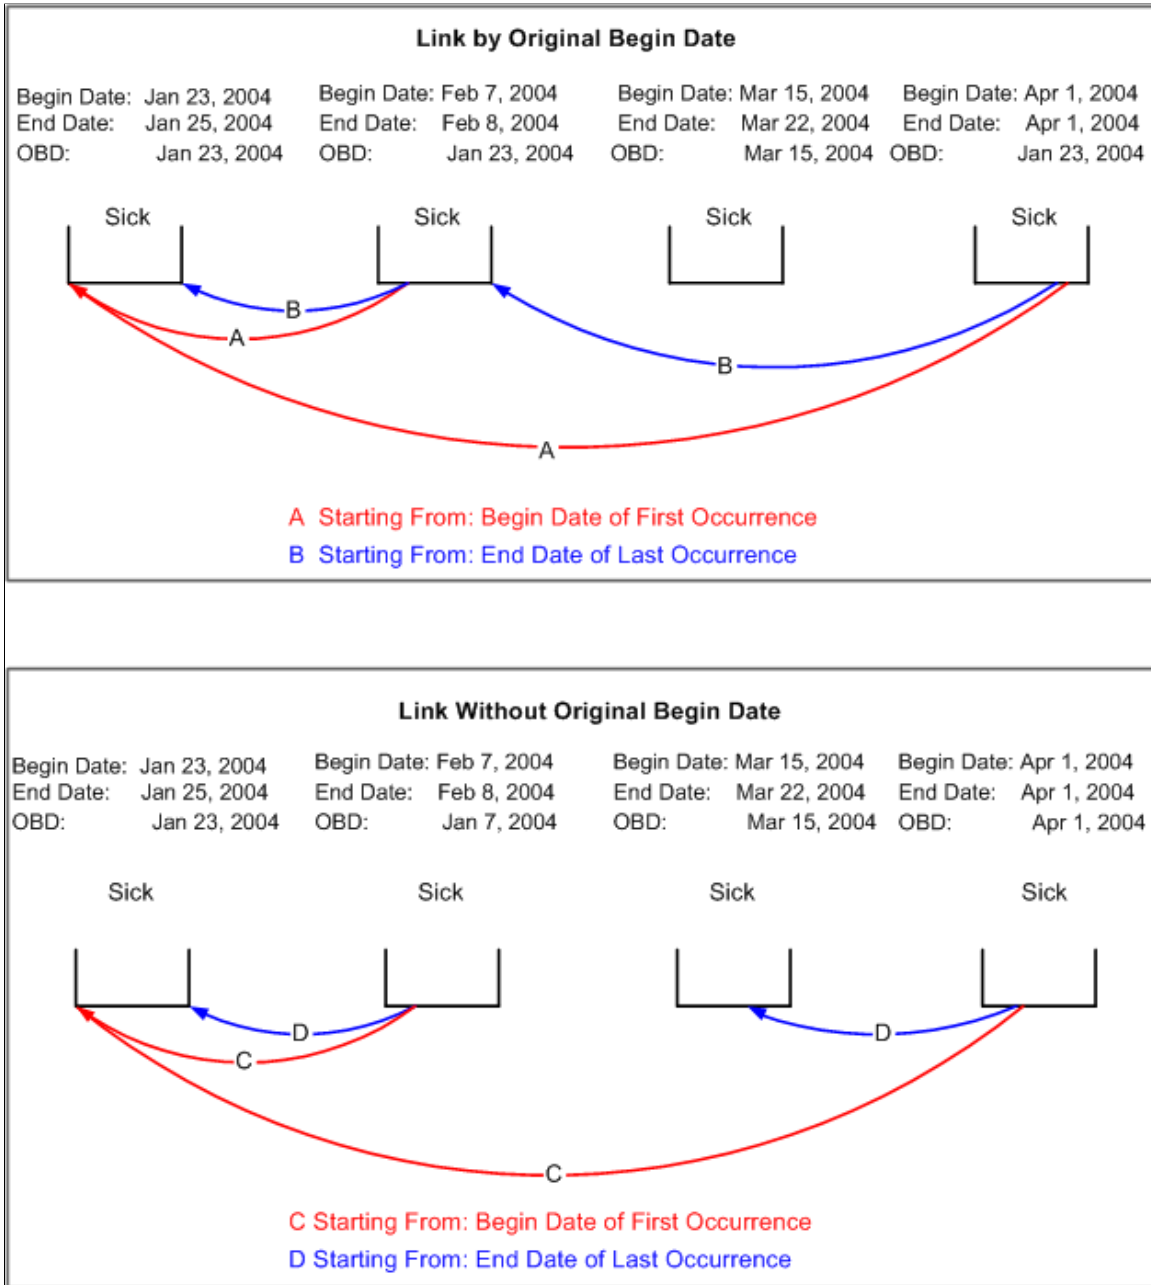 Link by Original Begin Date
Begin Date: Jan 23, 2004 Begin Date: Feb 7, 2004 Begin Date: Mar 15, 2004 Begin Date: Apr 1, 2004
End Date: Jan 25, 2004 End Date: Feb 8, 2004 End Date: Mar 22, 2004 End Date: Apr 1, 2004
OBD: Jan 23, 2004 OBD: Jan 23, 2004 OBD: Mar 15, 2004 OBD: Jan 23, 2004
Sick Sick Sick Sick
B
A
B
A
A Starting From: Begin Date of First Occurrence
B Starting From: End Date of Last Occurrence
Link Without Original Begin Date
Begin Date: Jan 23, 2004 Begin Date: Feb 7, 2004 Begin Date: Mar 15, 2004 Begin Date: Apr 1, 2004
End Date: Jan 25, 2004 End Date: Feb 8, 2004 End Date: Mar 22, 2004 End Date: Apr 1, 2004
OBD: Jan 23, 2004 OBD: Jan 7, 2004 OBD: Mar 15, 2004 OBD: Apr 1, 2004
Sick Sick Sick Sick
D D
C
C
C Starting From: Begin Date of First Occurrence
D Starting From: End Date of Last Occurrence